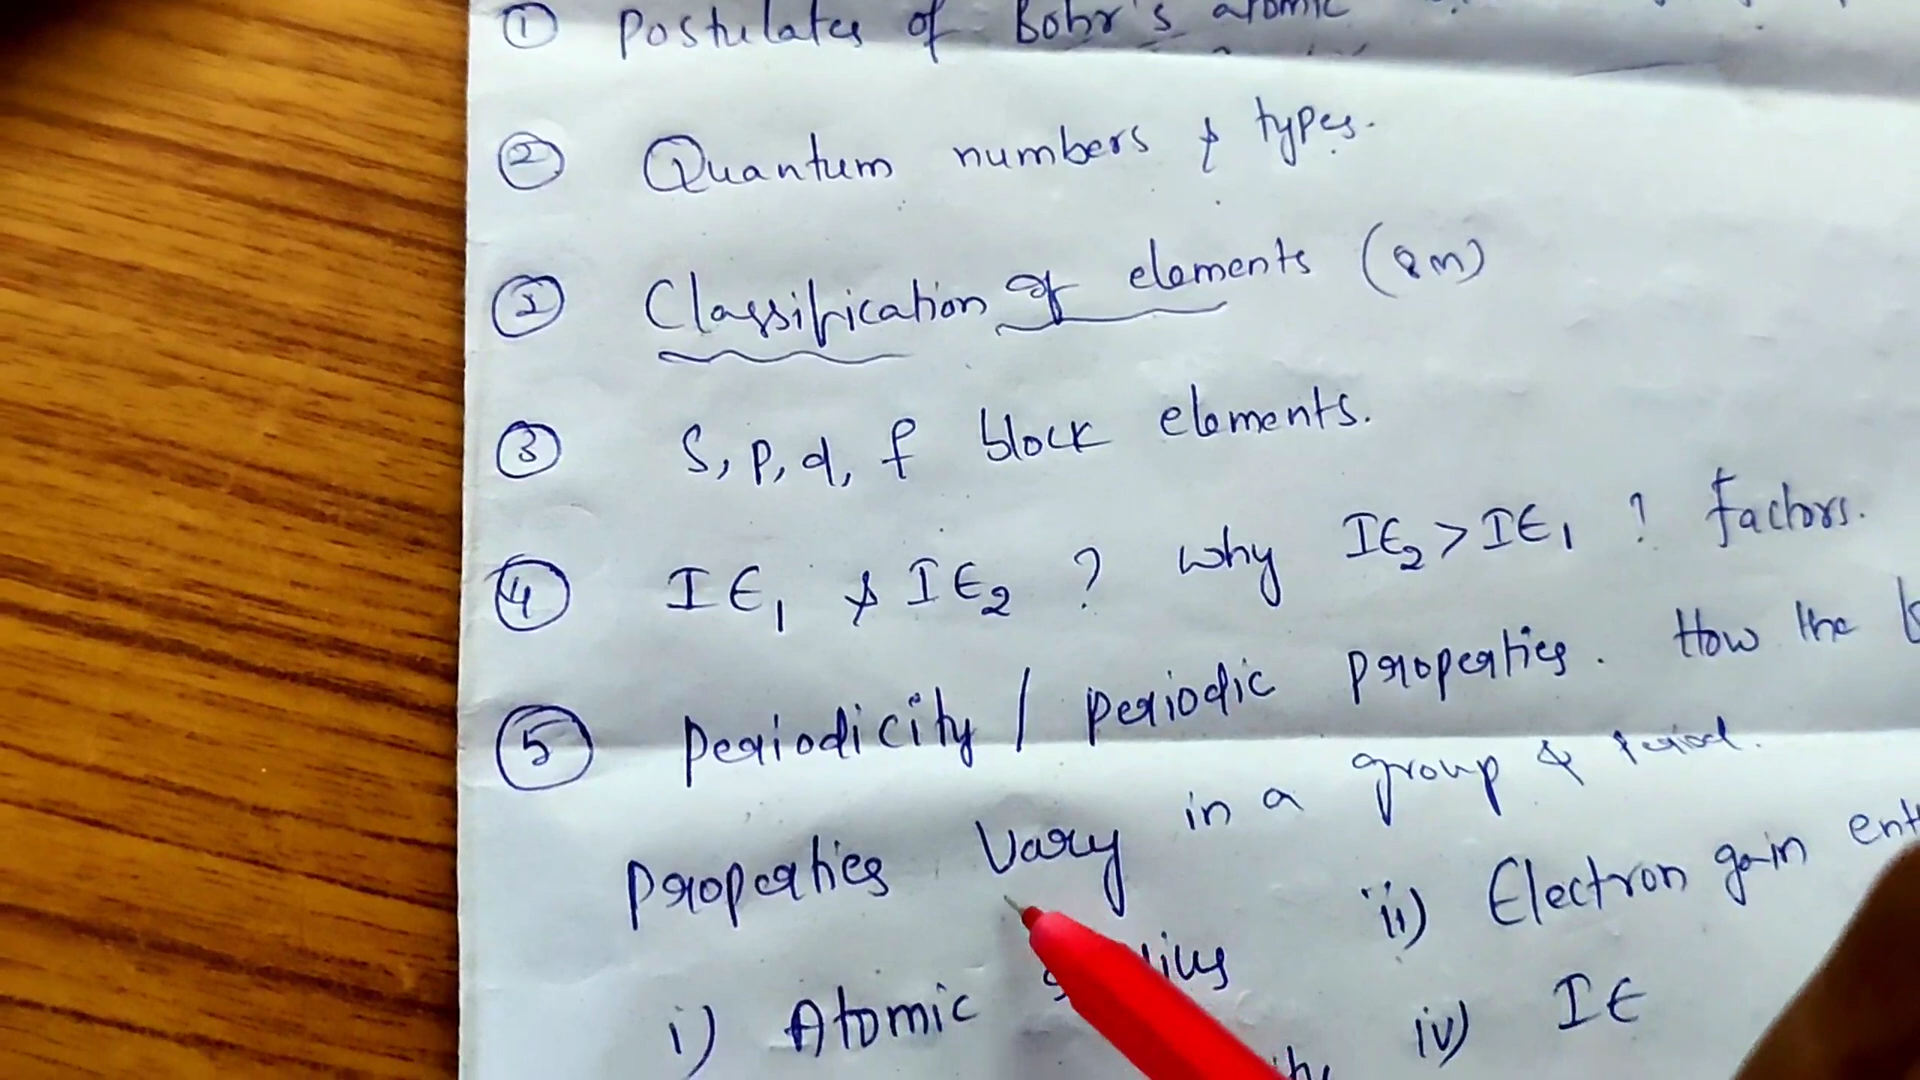 ① Postulates of Bohr's atomic
② Quantum numbers & types.
② Classification of elements (8m)
③ S, p, d, f block elements.
④ IE₁ & IE₂ ? why IE₂ > IE₁ ? Factors.
⑤ Periodicity / periodic properties. How the
properties vary in a group & period.
i) Atomic ii) Electron gain
iv) IE